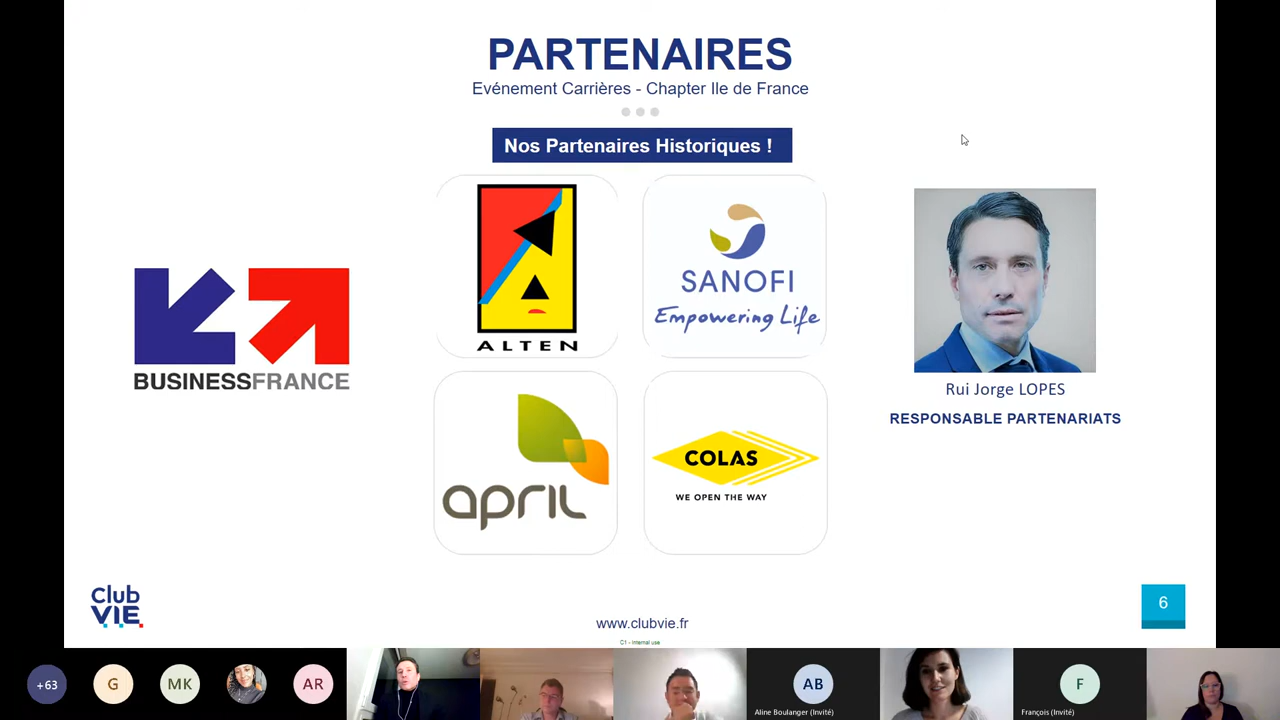 PARTENAIRES
Evénement Carrières - Chapter Ile de France
Nos Partenaires Historiques !
BUSINESSFRANCE
ALTEN
SANOFI
Empowering Life
april
COLAS
WE OPEN THE WAY
Rui Jorge LOPES
RESPONSABLE PARTENARIATS
Club
VIE
www.clubvie.fr
C1 - Internal use
6
+63
G
MK
AR
AB
Aline Boulanger (Invité)
F
François (Invité)